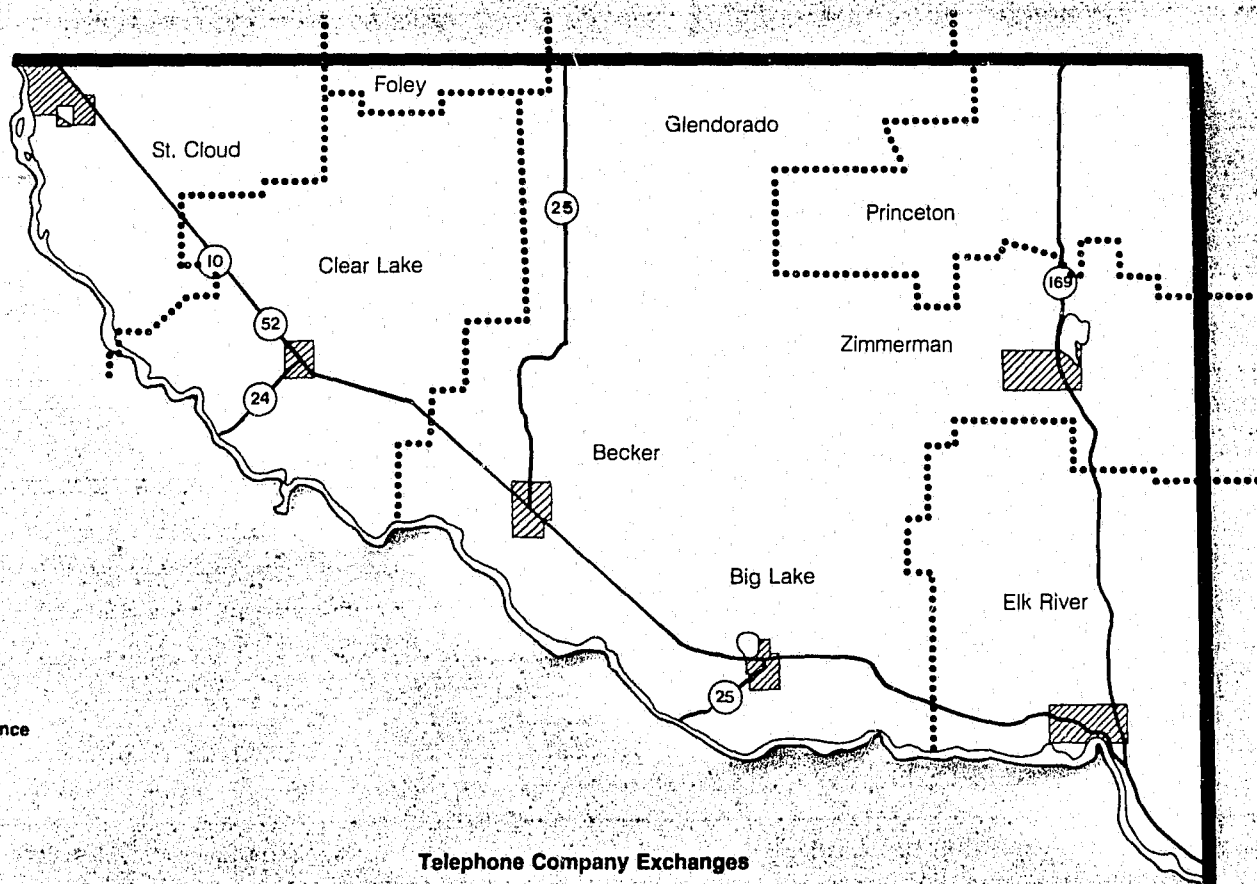 Foley
Glendorado
St. Cloud
25
Princeton
10
Clear Lake
169
52
Zimmerman
24
Becker
Big Lake
Elk River
25
nce
Telephone Company Exchanges